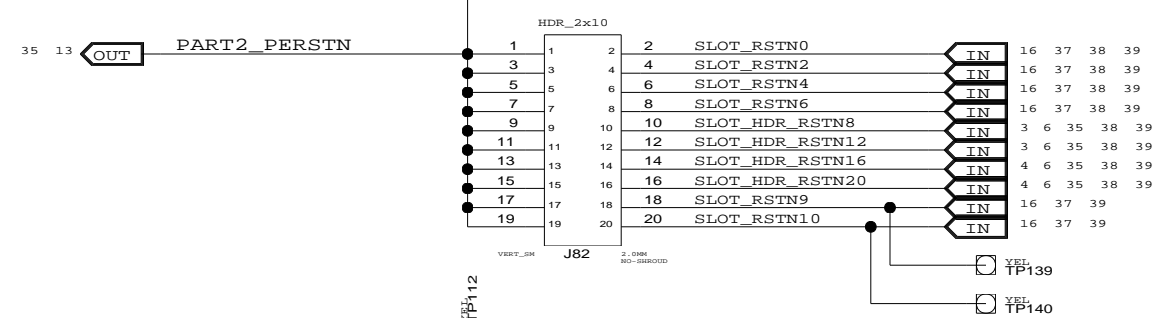 HDR_2x10
35 13 OUT PART2_PERSTN
1 1 2 2 SLOT_RSTN0 IN 16 37 38 39
3 3 4 4 SLOT_RSTN2 IN 16 37 38 39
5 5 6 6 SLOT_RSTN4 IN 16 37 38 39
7 7 8 8 SLOT_RSTN6 IN 16 37 38 39
9 9 10 10 SLOT_HDR_RSTN8 IN 3 6 35 38 39
11 11 12 12 SLOT_HDR_RSTN12 IN 3 6 35 38 39
13 13 14 14 SLOT_HDR_RSTN16 IN 4 6 35 38 39
15 15 16 16 SLOT_HDR_RSTN20 IN 4 6 35 38 39
17 17 18 18 SLOT_RSTN9 IN 16 37 39
19 19 20 20 SLOT_RSTN10 IN 16 37 39
VERT_SM J82 2.0MM
NO-SHROUD
YEL
TP139
YEL
TP140
YEL
TP112